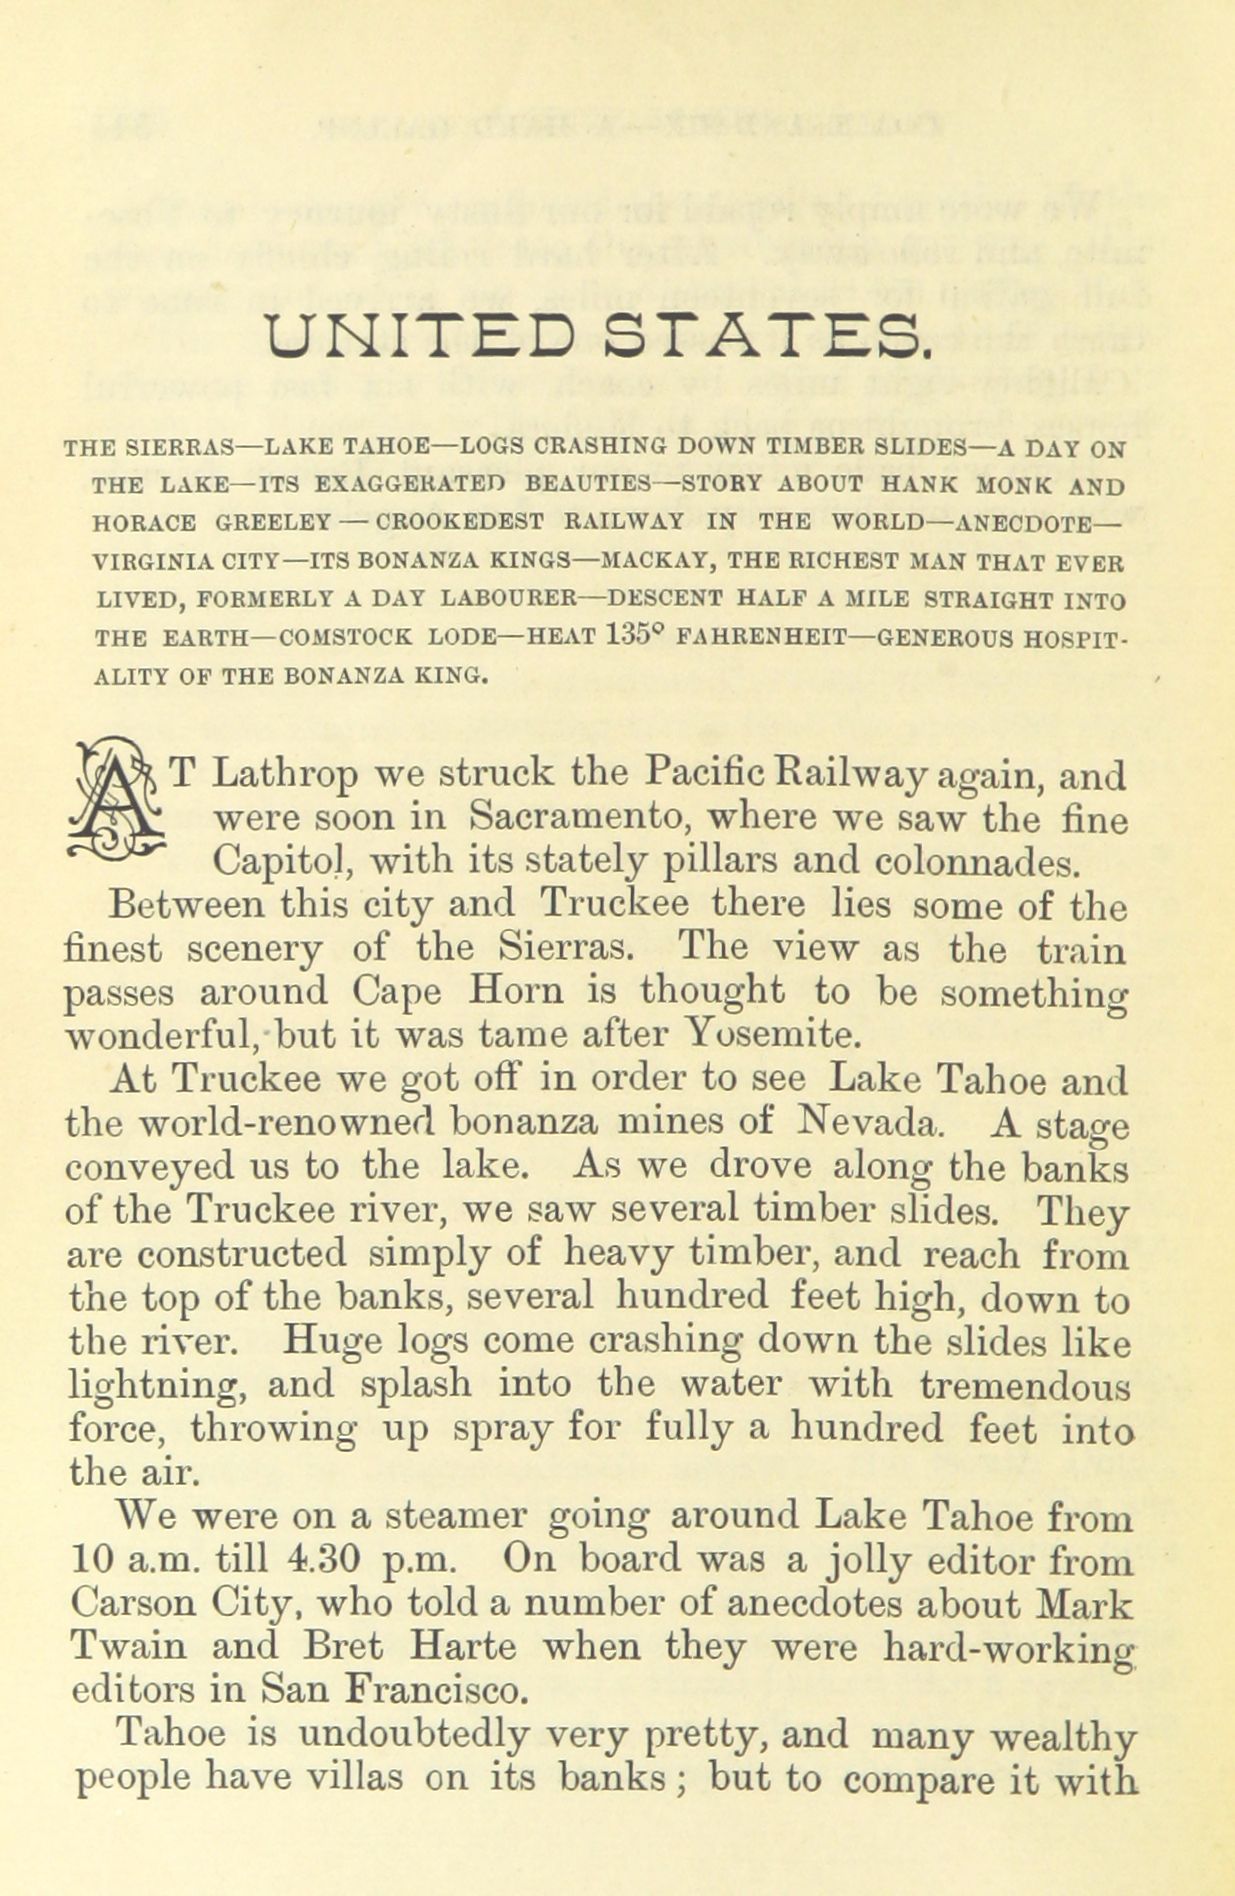 UNITED STATES.
THE SIERRAS—LAKE TAHOE—LOGS CRASHING DOWN TIMBER SLIDES—A DAY ON
THE LAKE—ITS EXAGGERATED BEAUTIES—STORY ABOUT HANK MONK AND
HORACE GREELEY — CROOKEDEST RAILWAY IN THE WORLD—ANECDOTE—
VIRGINIA CITY—ITS BONANZA KINGS—MACKAY, THE RICHEST MAN THAT EVER
LIVED, FORMERLY A DAY LABOURER—DESCENT HALF A MILE STRAIGHT INTO
THE EARTH—COMSTOCK LODE—HEAT 135° FAHRENHEIT—GENEROUS HOSPIT-
ALITY OF THE BONANZA KING.
AT Lathrop we struck the Pacific Railway again, and
were soon in Sacramento, where we saw the fine
Capitol, with its stately pillars and colonnades.
Between this city and Truckee there lies some of the
finest scenery of the Sierras. The view as the train
passes around Cape Horn is thought to be something
wonderful, but it was tame after Yosemite.
At Truckee we got off in order to see Lake Tahoe and
the world-renowned bonanza mines of Nevada. A stage
conveyed us to the lake. As we drove along the banks
of the Truckee river, we saw several timber slides. They
are constructed simply of heavy timber, and reach from
the top of the banks, several hundred feet high, down to
the river. Huge logs come crashing down the slides like
lightning, and splash into the water with tremendous
force, throwing up spray for fully a hundred feet into
the air.
We were on a steamer going around Lake Tahoe from
10 a.m. till 4.30 p.m. On board was a jolly editor from
Carson City, who told a number of anecdotes about Mark
Twain and Bret Harte when they were hard-working
editors in San Francisco.
Tahoe is undoubtedly very pretty, and many wealthy
people have villas on its banks; but to compare it with